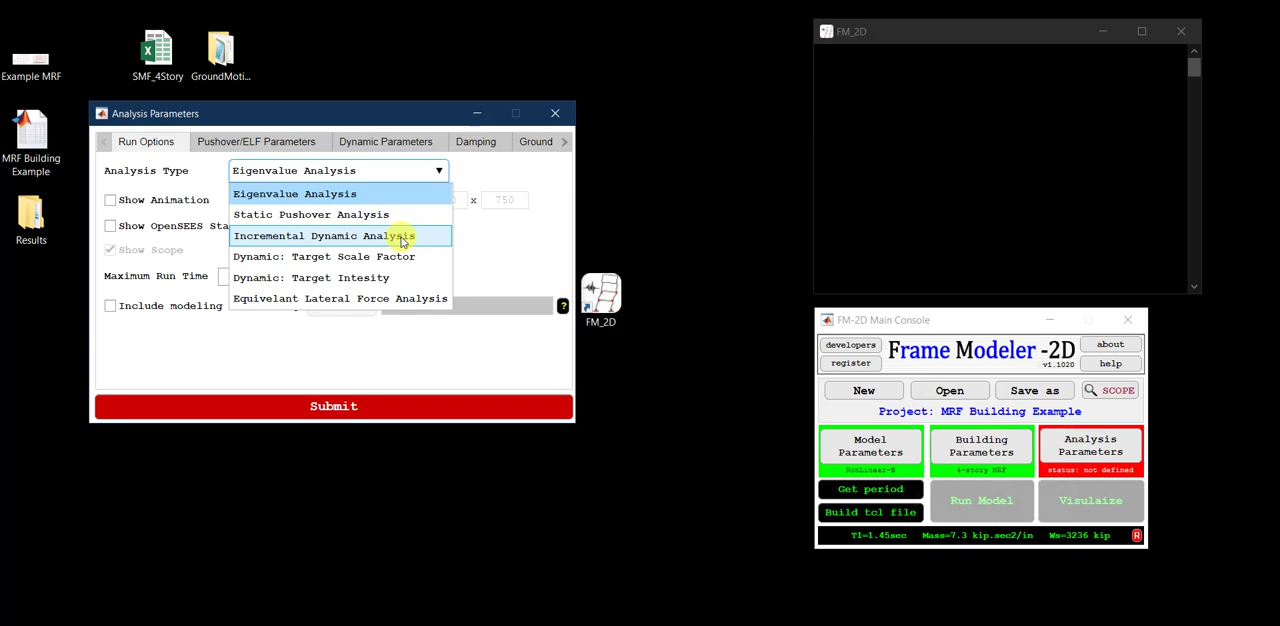 Example MRF
SMF_4Story
GroundMoti...
MRF Building
Example
Results
Analysis Parameters
Run Options
Pushover/ELF Parameters
Dynamic Parameters
Damping
Ground
Analysis Type
Eigenvalue Analysis
Eigenvalue Analysis
Static Pushover Analysis
Incremental Dynamic Analysis
Dynamic: Target Scale Factor
Dynamic: Target Intesity
Equivelant Lateral Force Analysis
Show Animation
0 x 750
Show OpenSEES Sta
Show Scope
Maximum Run Time
Include modeling
?
Submit
FM_2D
FM_2D
FM-2D Main Console
developers
register
Frame Modeler -2D
v1.1020
about
help
New
Open
Save as
SCOPE
Project: MRF Building Example
Model
Parameters
NonLinear-B
Building
Parameters
4-story MRF
Analysis
Parameters
status: not defined
Get period
Build tcl file
Run Model
Visulaize
T1=1.45sec Mass=7.3 kip.sec2/in Ws=3236 kip
R